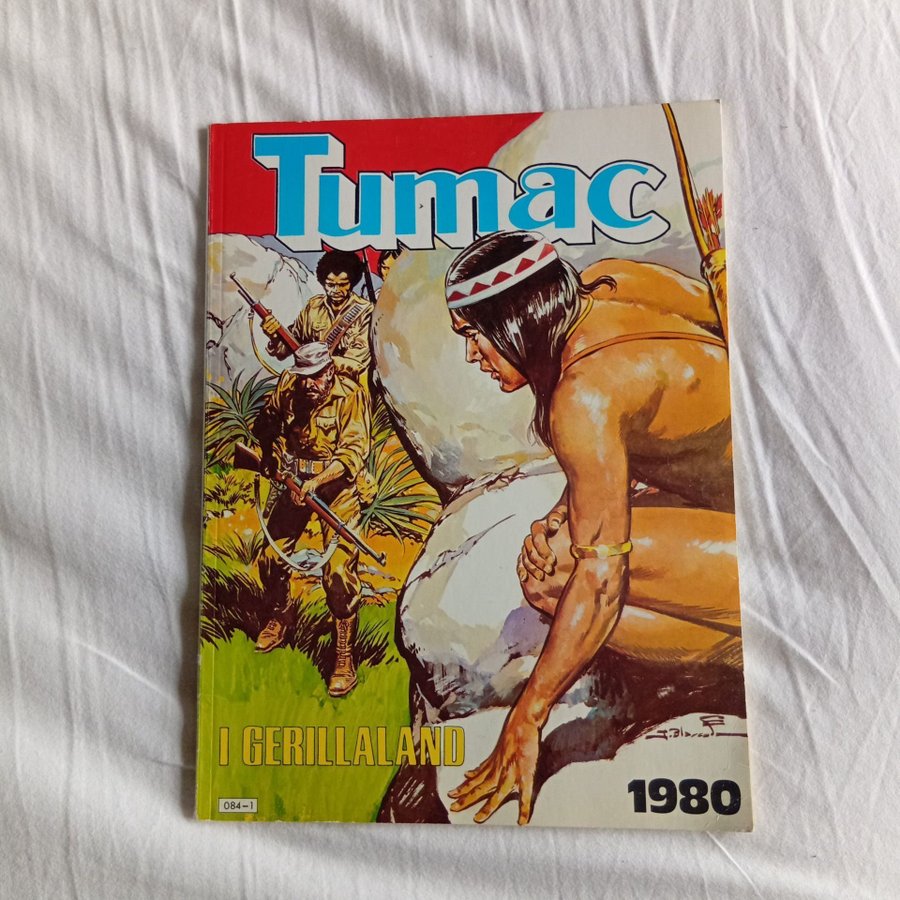 Tumac
I GERILLALAND
084-1
1980